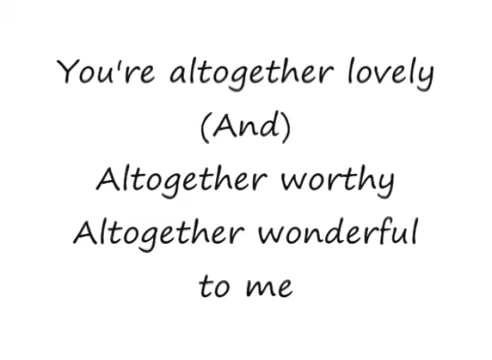 You're altogether lovely
(And)
Altogether worthy
Altogether wonderful
to me